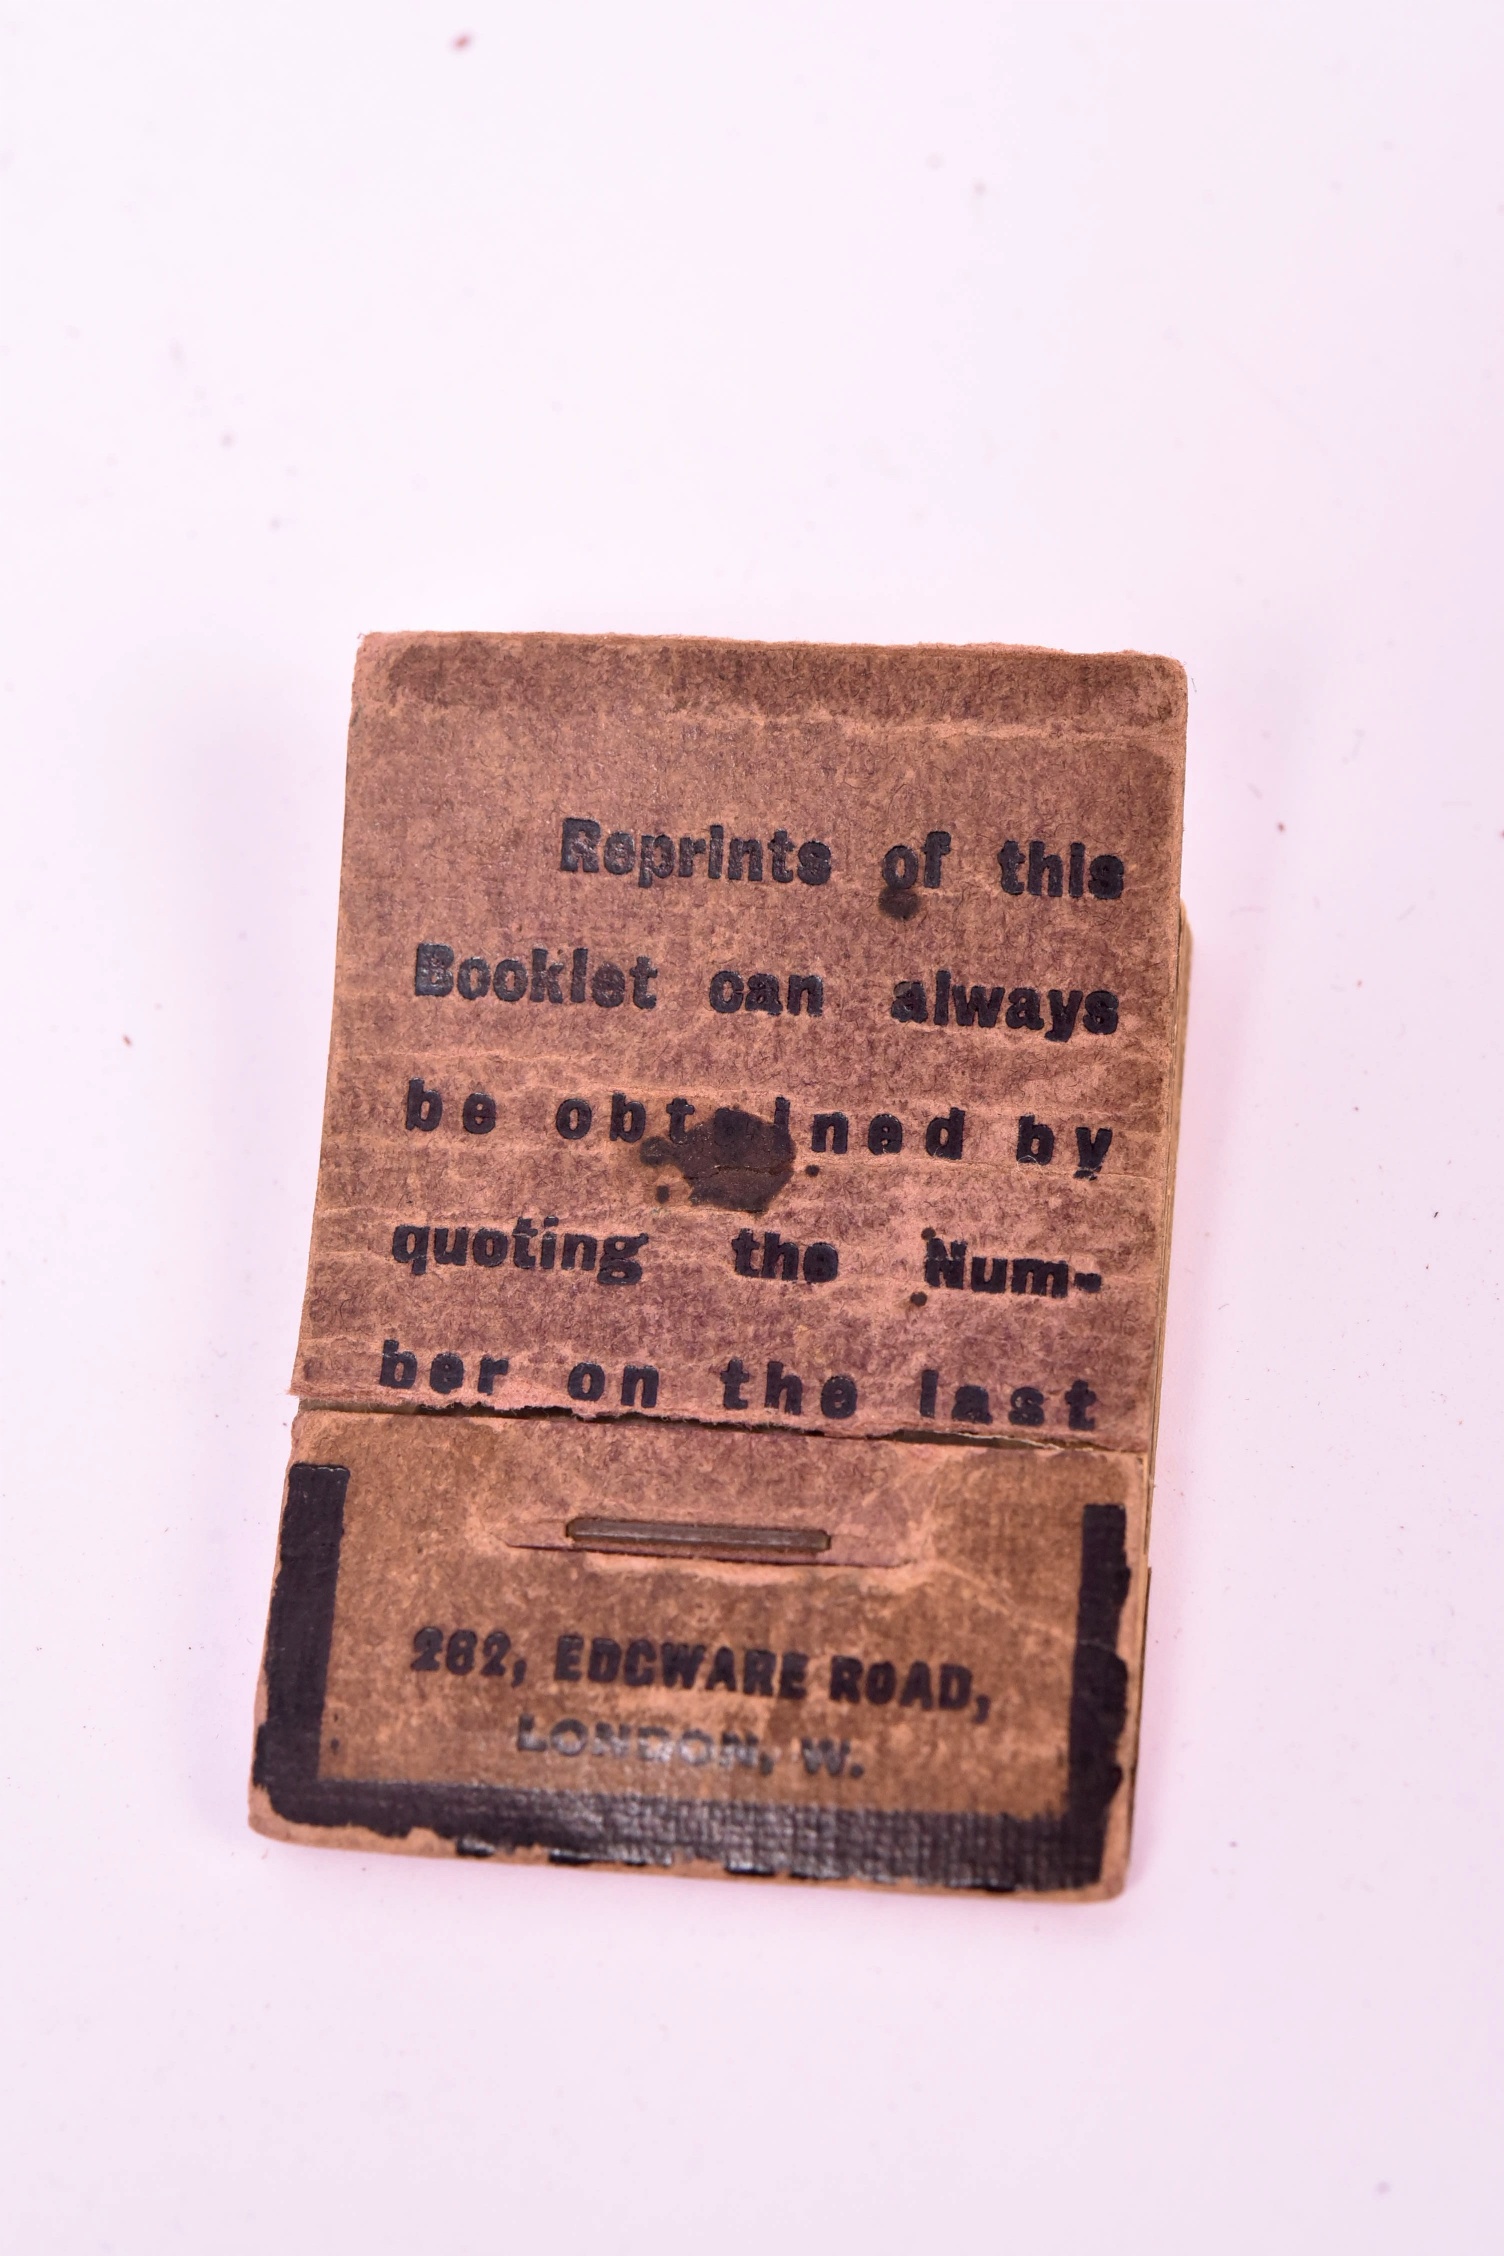 Reprints of this
Booklet can always
be obtained by
quoting the Num-
ber on the last
282, EDGWARE ROAD,
LONDON, W.